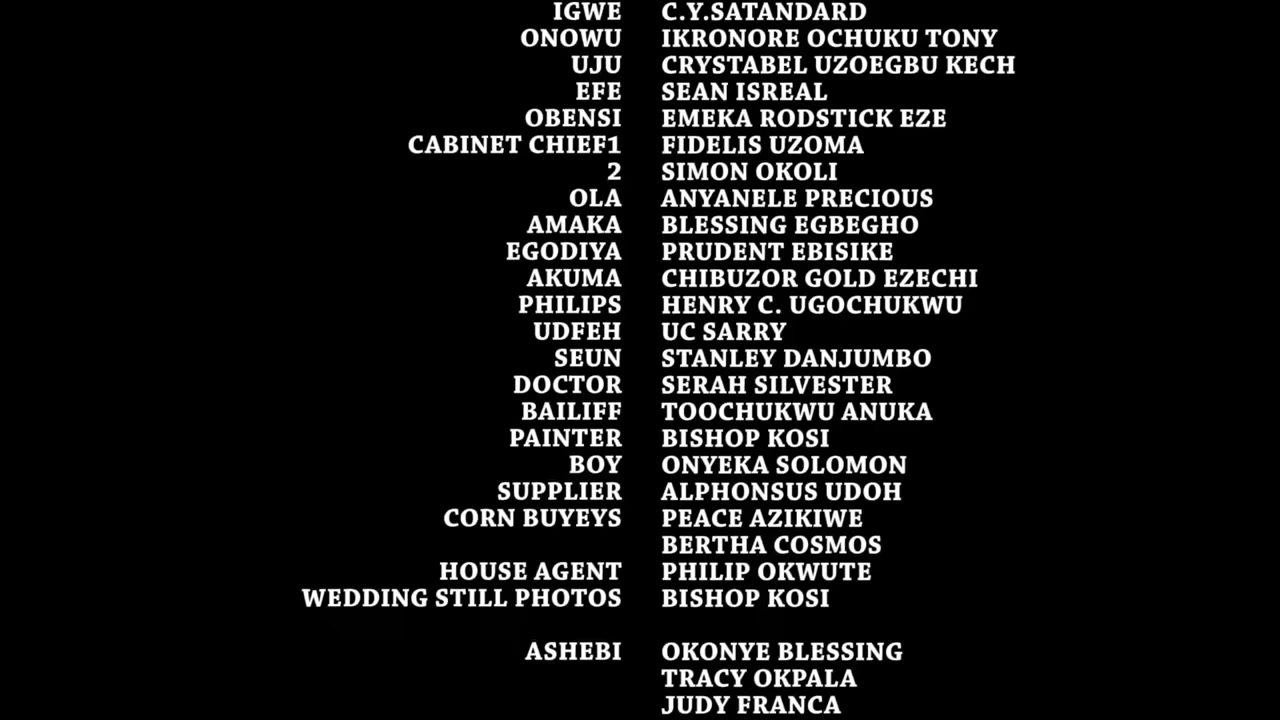 IGWE C.Y.SATANDARD
ONOWU IKRONORE OCHUKU TONY
UJU CRYSTABEL UZOEGBU KECH
EFE SEAN ISREAL
OBENSI EMEKA RODSTICK EZE
CABINET CHIEF1 FIDELIS UZOMA
2 SIMON OKOLI
OLA ANYANELE PRECIOUS
AMAKA BLESSING EGBEGHO
EGODIYA PRUDENT EBISIKE
AKUMA CHIBUZOR GOLD EZECHI
PHILIPS HENRY C. UGOCHUKWU
UDFEH UC SARRY
SEUN STANLEY DANJUMBO
DOCTOR SERAH SILVESTER
BAILIFF TOOCHUKWU ANUKA
PAINTER BISHOP KOSI
BOY ONYEKA SOLOMON
SUPPLIER ALPHONSUS UDOH
CORN BUYEYS PEACE AZIKIWE
BERTHA COSMOS
HOUSE AGENT PHILIP OKWUTE
WEDDING STILL PHOTOS BISHOP KOSI
ASHEBI OKONYE BLESSING
TRACY OKPALA
JUDY FRANCA